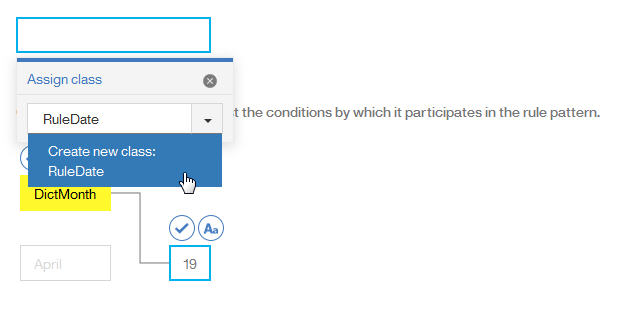 Assign class
t the conditions by which it participates in the rule pattern.
RuleDate
Create new class:
RuleDate
DictMonth
Aa
April
19